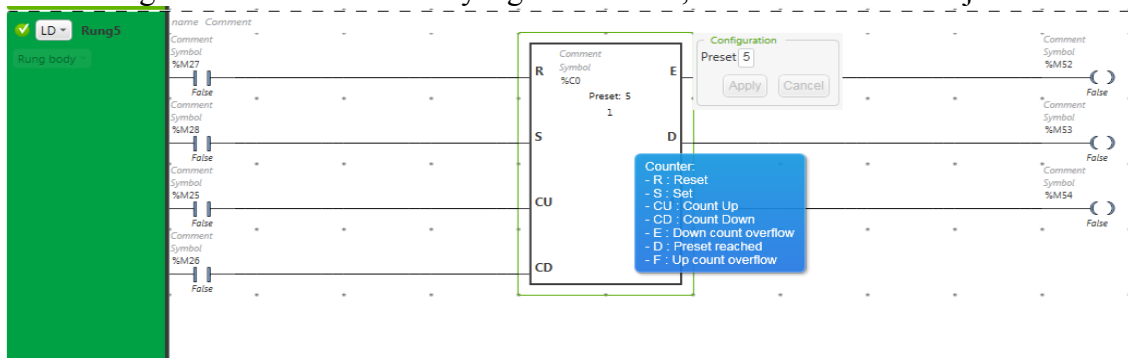 name Comment
LD
Rung5
Rung body
Comment
Symbol
%M27
False
Comment
Symbol
%M28
False
Comment
Symbol
%M25
False
Comment
Symbol
%M26
False
Comment
Symbol
%C0
Preset: 5
1
R
E
S
D
CU
CD
Configuration
Preset 5
Apply Cancel
Counter:
- R : Reset
- S : Set
- CU : Count Up
- CD : Count Down
- E : Down count overflow
- D : Preset reached
- F : Up count overflow
Comment
Symbol
%M52
False
Comment
Symbol
%M53
False
Comment
Symbol
%M54
False